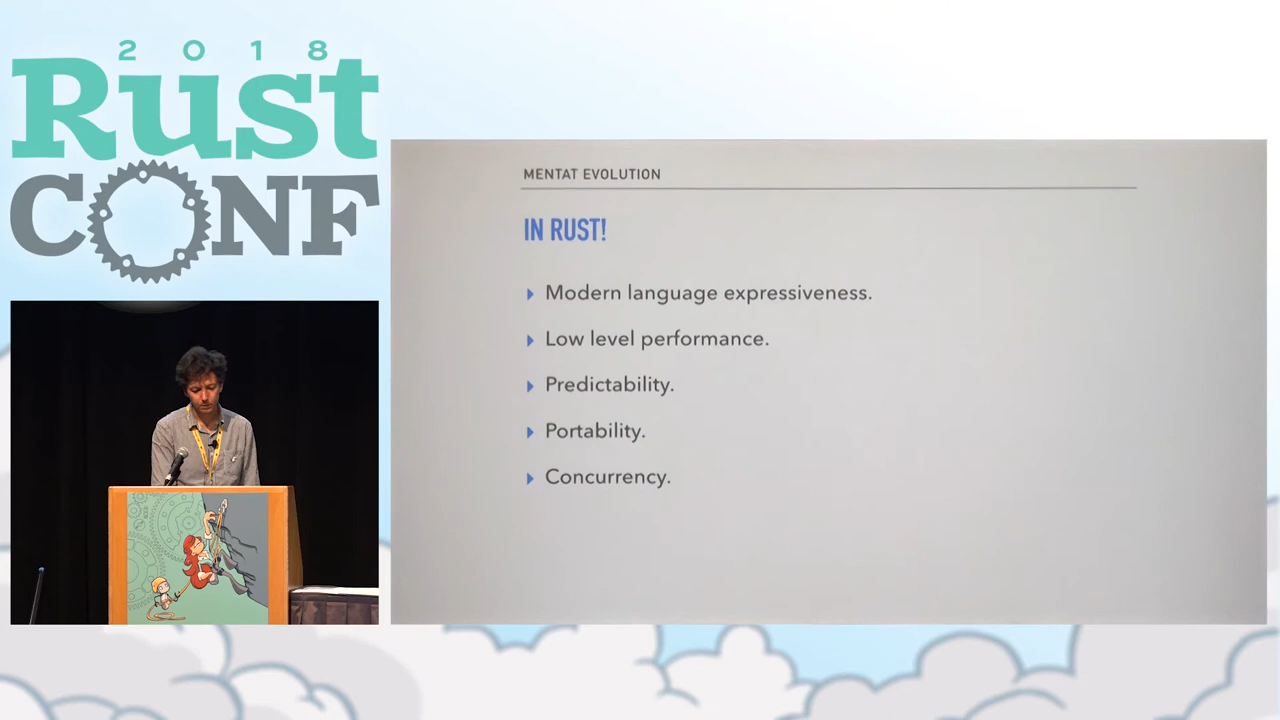 2018
Rust
CONF
MENTAT EVOLUTION
IN RUST!
Modern language expressiveness.
Low level performance.
Predictability.
Portability.
Concurrency.